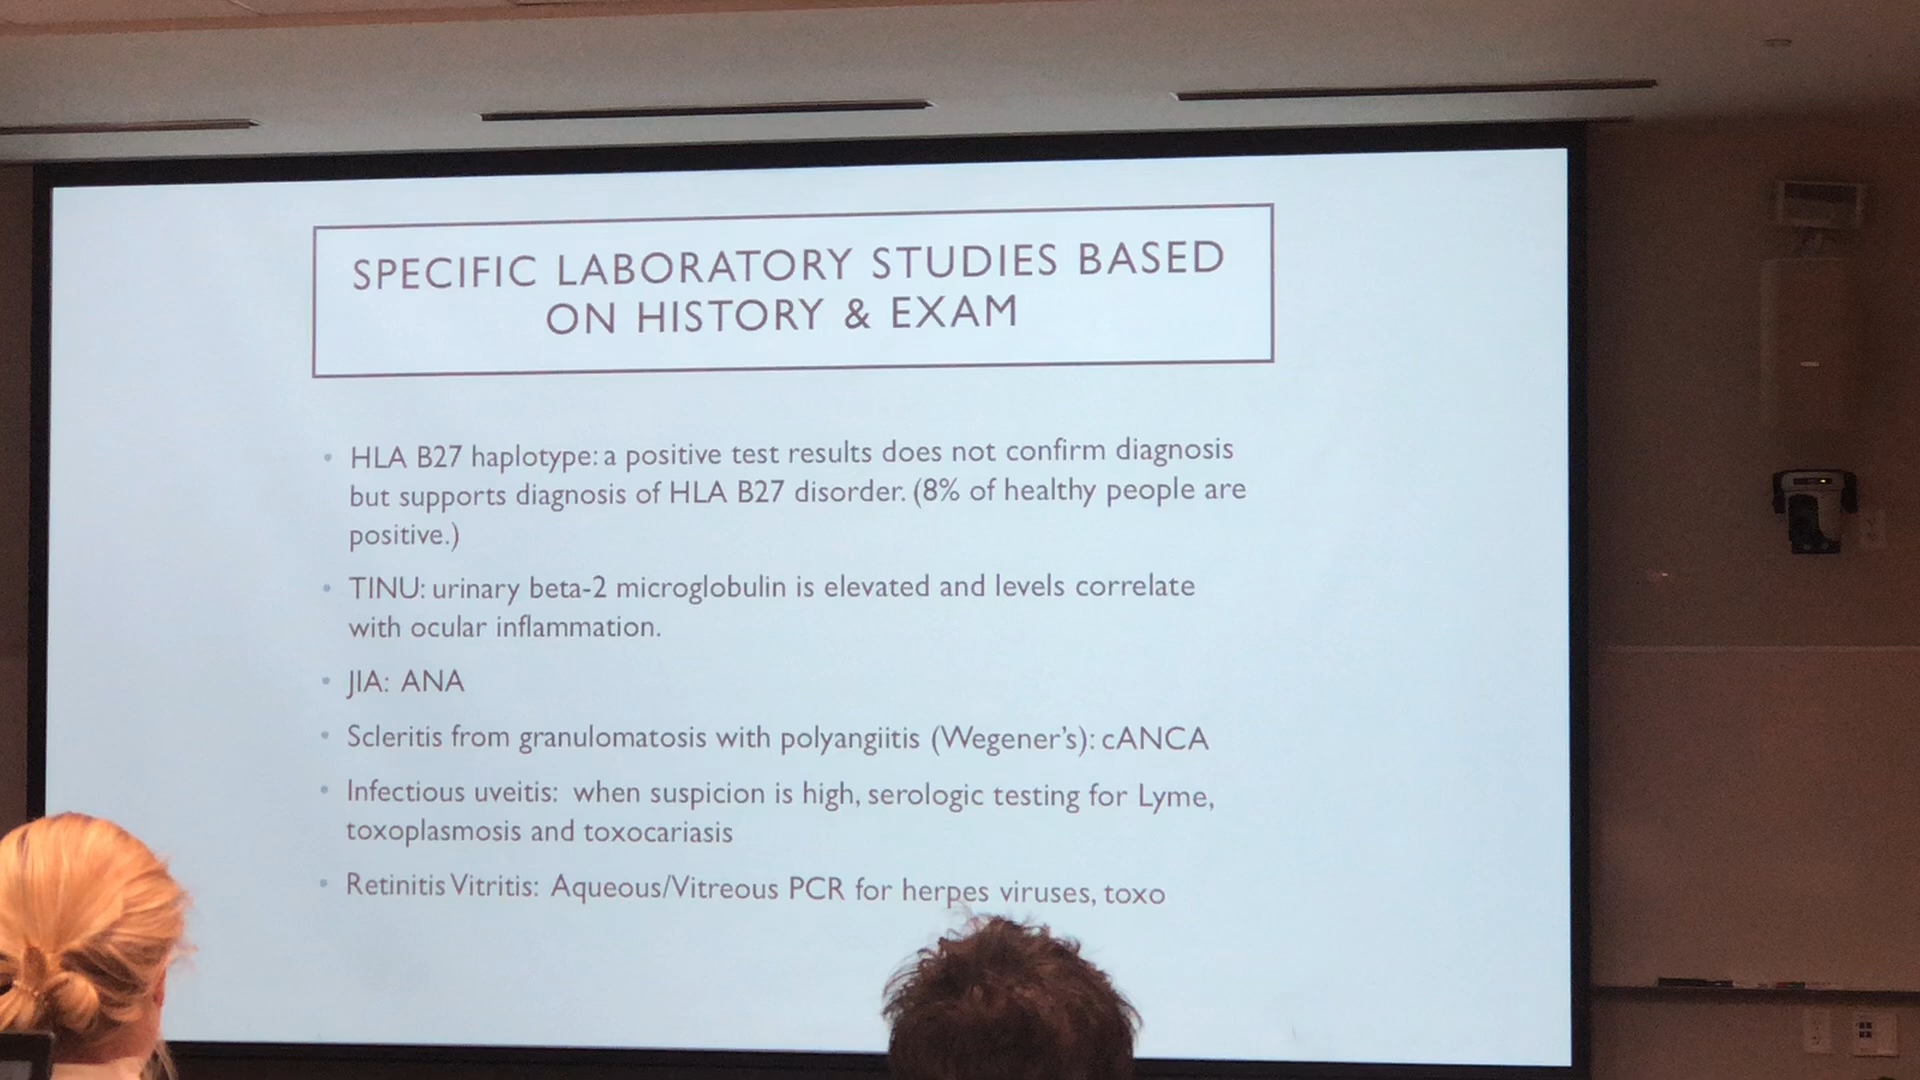 SPECIFIC LABORATORY STUDIES BASED
ON HISTORY & EXAM
• HLA B27 haplotype: a positive test results does not confirm diagnosis
but supports diagnosis of HLA B27 disorder. (8% of healthy people are
positive.)
• TINU: urinary beta-2 microglobulin is elevated and levels correlate
with ocular inflammation.
• JIA: ANA
• Scleritis from granulomatosis with polyangiitis (Wegener's): cANCA
• Infectious uveitis: when suspicion is high, serologic testing for Lyme,
toxoplasmosis and toxocariasis
• Retinitis Vitritis: Aqueous/Vitreous PCR for herpes viruses, toxo